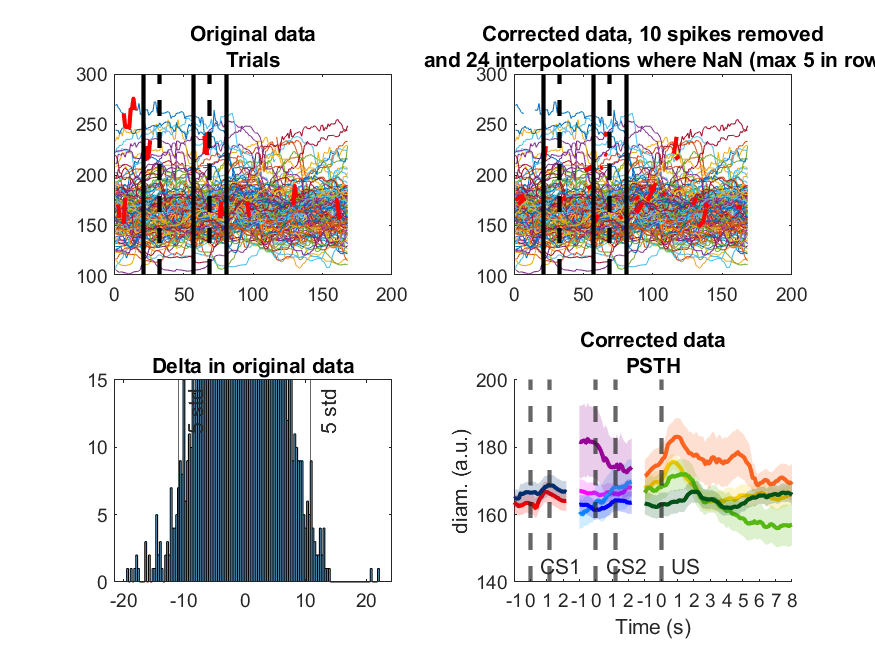 Original data
Trials
300
250
200
150
100
0
50
100
150
200
Corrected data, 10 spikes removed
and 24 interpolations where NaN (max 5 in row
300
250
200
150
100
0
50
100
150
200
Delta in original data
15
10
5
0
-20
-10
0
10
20
5 std
5 std
Corrected data
PSTH
diam. (a.u.)
200
180
160
140
CS1
CS2
US
-1 0 1 2 -1 0 1 2 -1 0 1 2 3 4 5 6 7 8
Time (s)